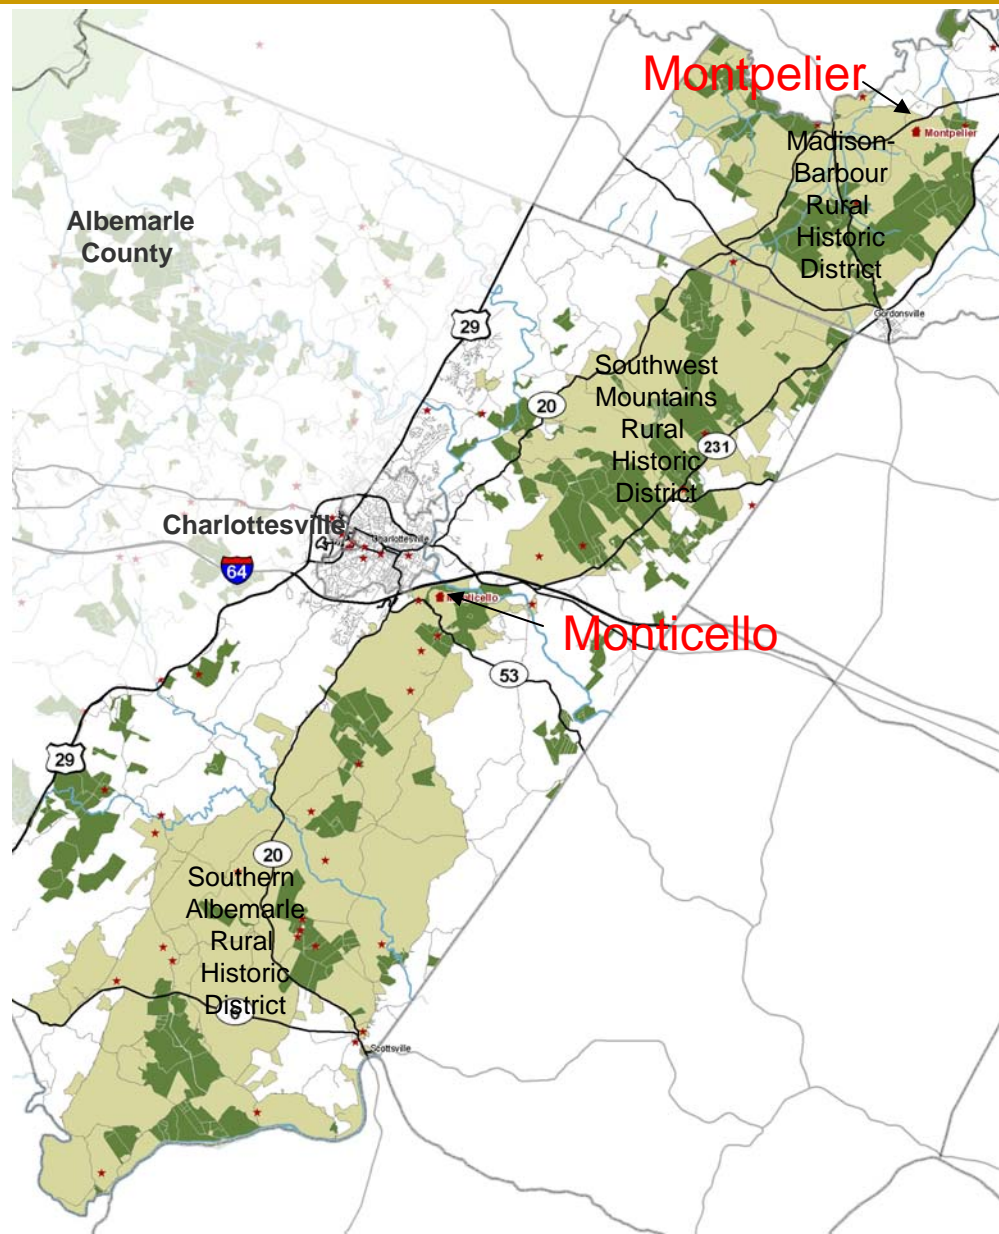 Montpelier
Montpelier
Madison-
Barbour
Rural
Historic
District
Albemarle
County
Gordonsville
29
Southwest
Mountains
Rural
Historic
District
20
231
Charlottesville
Charlottesville
64
Monticello
Monticello
53
29
20
Southern
Albemarle
Rural
Historic
District
6
Scottsville